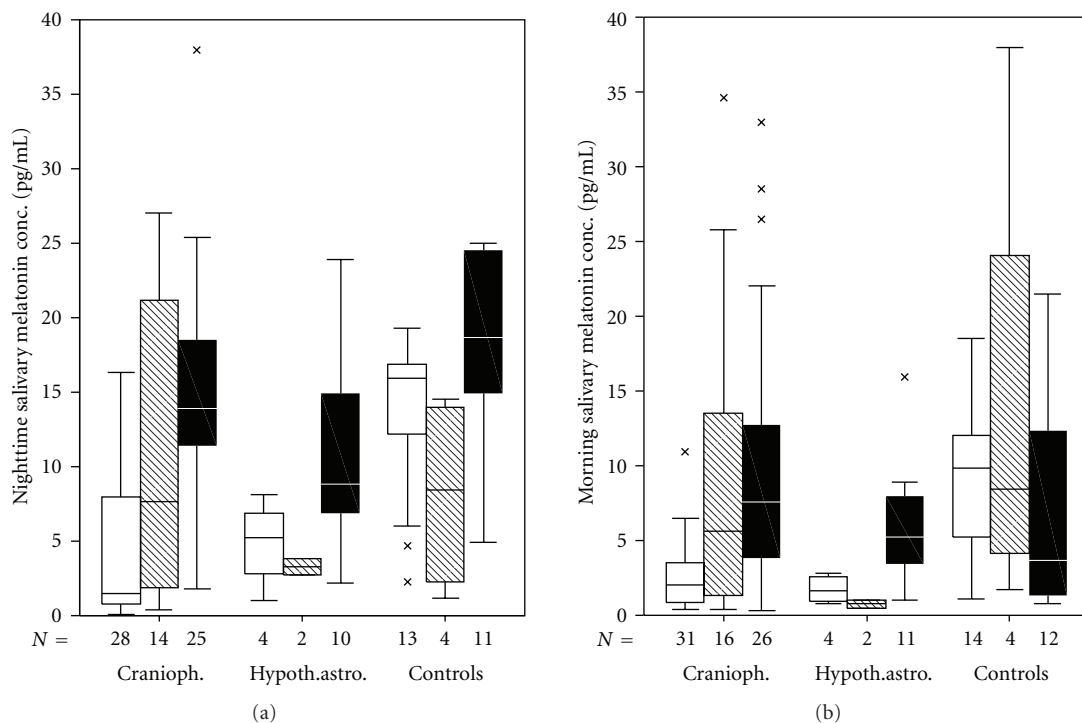 40
35
30
25
20
15
10
5
0
Nighttime salivary melatonin conc. (pg/mL)
N = 28 14 25 4 2 10 13 4 11
Cranioph. Hypoth.astro. Controls
(a)
40
35
30
25
20
15
10
5
0
Morning salivary melatonin conc. (pg/mL)
N = 31 16 26 4 2 11 14 4 12
Cranioph. Hypoth.astro. Controls
(b)